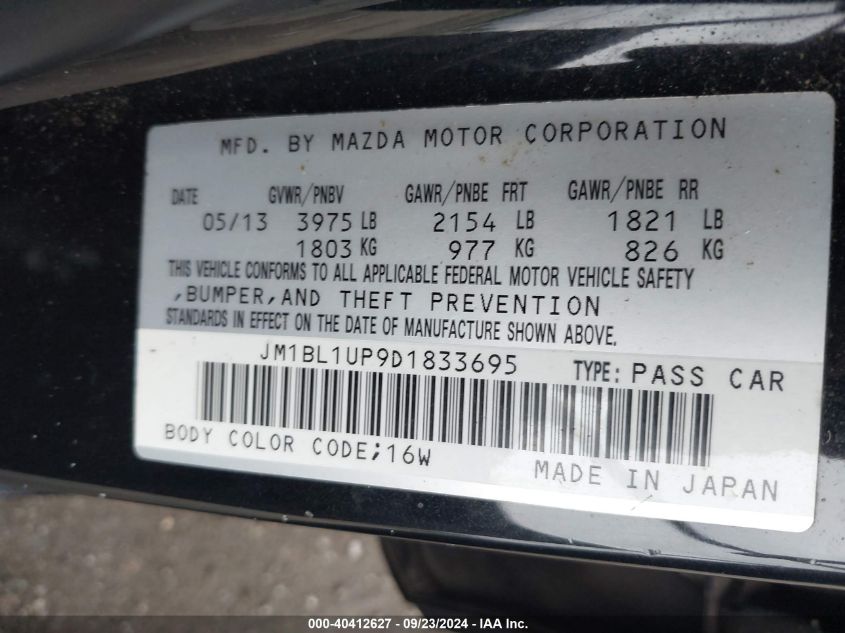 MFD. BY MAZDA MOTOR CORPORATION
DATE GVWR/PNBV GAWR/PNBE FRT GAWR/PNBE RR
05/13 3975 LB 2154 LB 1821 LB
1803 KG 977 KG 826 KG
THIS VEHICLE CONFORMS TO ALL APPLICABLE FEDERAL MOTOR VEHICLE SAFETY
,BUMPER,AND THEFT PREVENTION
STANDARDS IN EFFECT ON THE DATE OF MANUFACTURE SHOWN ABOVE.
JM1BL1UP9D1833695 TYPE: PASS CAR
BODY COLOR CODE;16W
MADE IN JAPAN
000-40412627 - 09/23/2024 - IAA Inc.